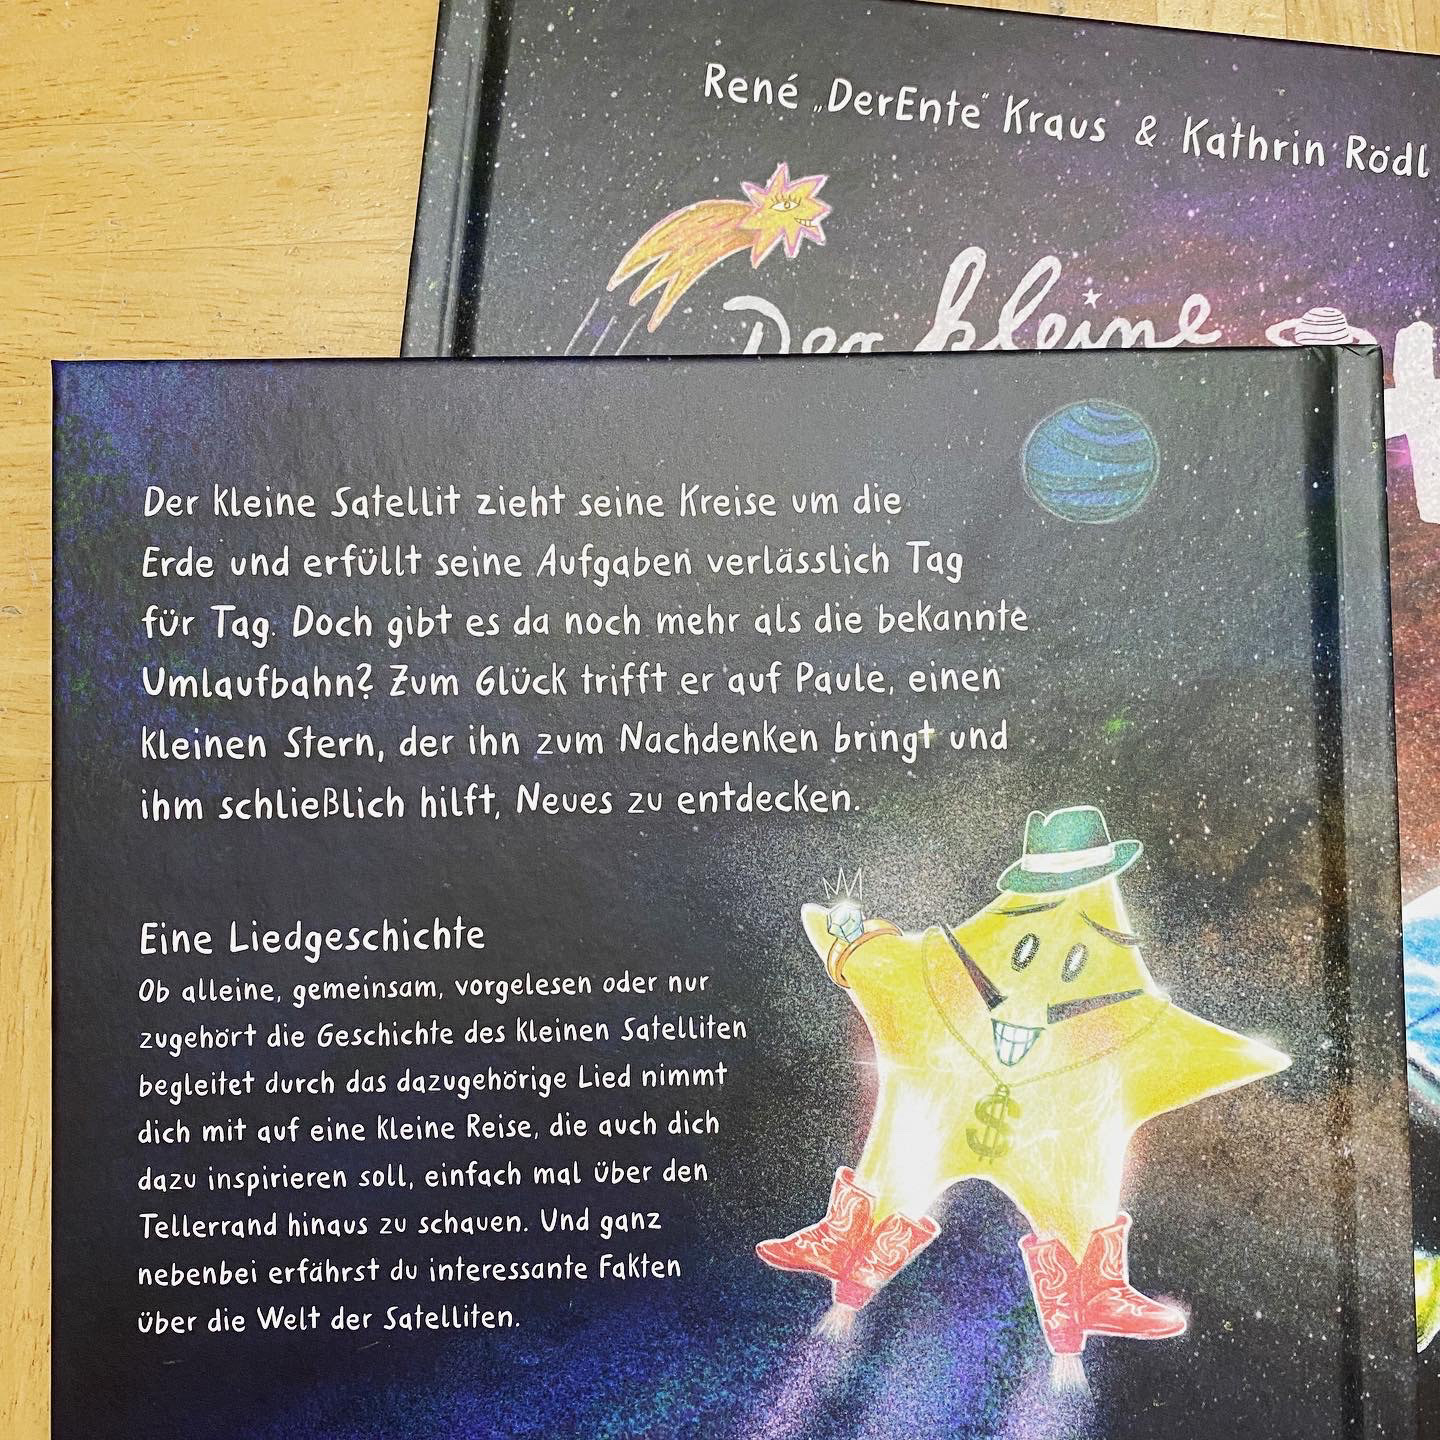 René „DerEnte“ Kraus & Kathrin Rödl
Der kleine
Der kleine Satellit zieht seine Kreise um die
Erde und erfüllt seine Aufgaben verlässlich Tag
für Tag. Doch gibt es da noch mehr als die bekannte
Umlaufbahn? Zum Glück trifft er auf Paule, einen
kleinen Stern, der ihn zum Nachdenken bringt und
ihm schließlich hilft, Neues zu entdecken.
Eine Liedgeschichte
Ob alleine, gemeinsam, vorgelesen oder nur
zugehört die Geschichte des kleinen Satelliten
begleitet durch das dazugehörige Lied nimmt
dich mit auf eine kleine Reise, die auch dich
dazu inspirieren soll, einfach mal über den
Tellerrand hinaus zu schauen. Und ganz
nebenbei erfährst du interessante Fakten
über die Welt der Satelliten.
$